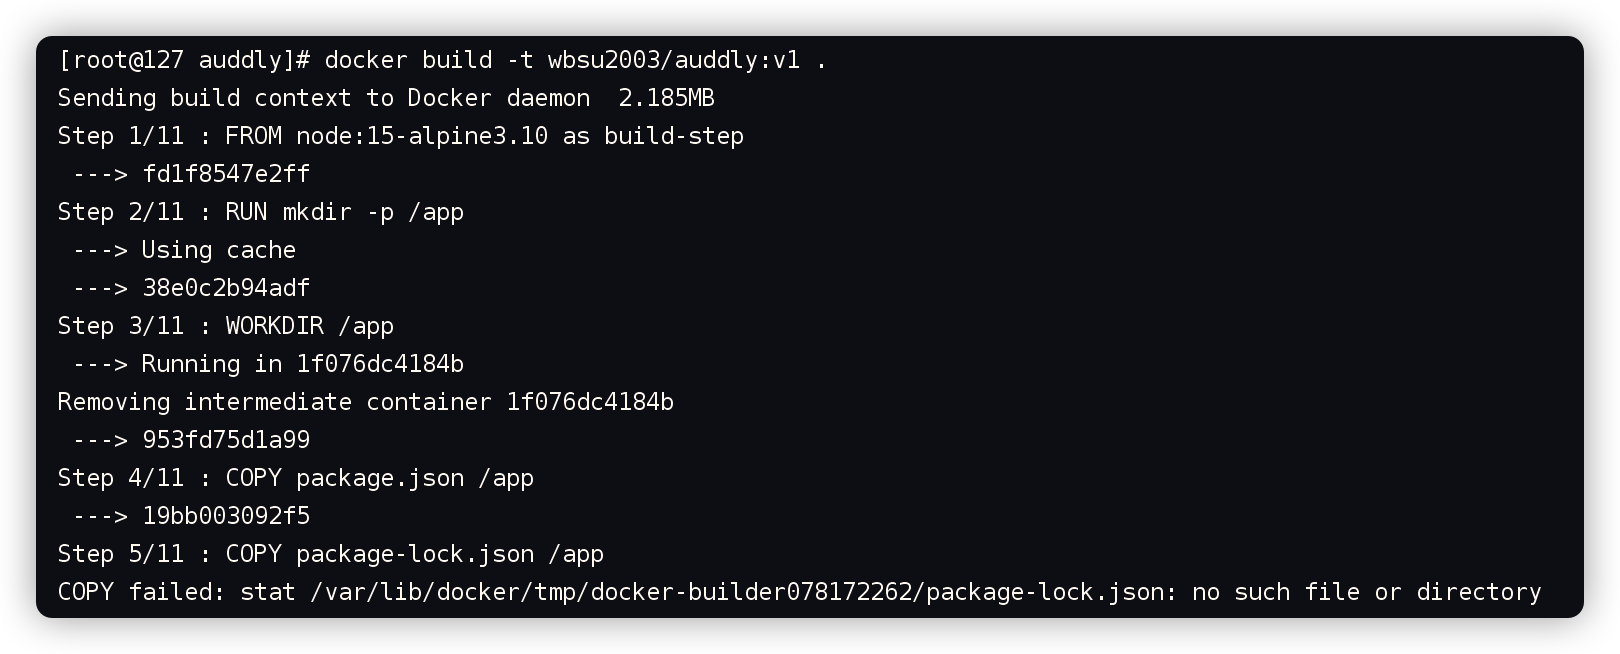 [root@127 auddly]# docker build -t wbsu2003/auddly:v1 .
Sending build context to Docker daemon  2.185MB
Step 1/11 : FROM node:15-alpine3.10 as build-step
 ---> fd1f8547e2ff
Step 2/11 : RUN mkdir -p /app
 ---> Using cache
 ---> 38e0c2b94adf
Step 3/11 : WORKDIR /app
 ---> Running in 1f076dc4184b
Removing intermediate container 1f076dc4184b
 ---> 953fd75d1a99
Step 4/11 : COPY package.json /app
 ---> 19bb003092f5
Step 5/11 : COPY package-lock.json /app
COPY failed: stat /var/lib/docker/tmp/docker-builder078172262/package-lock.json: no such file or directory